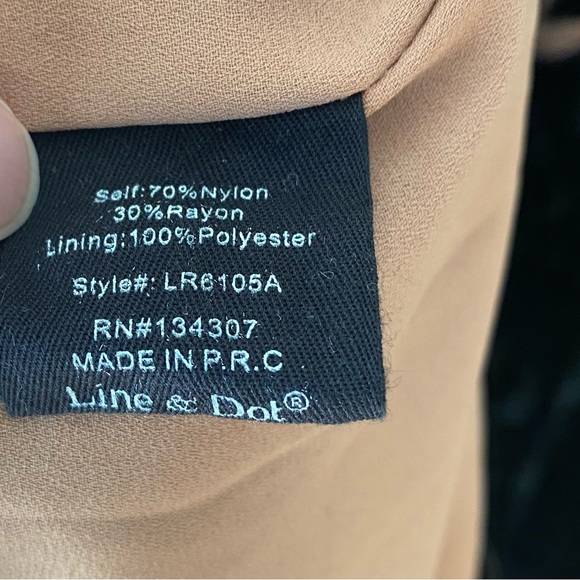 Self:70%Nylon
30%Rayon
Lining:100%Polyester
Style#: LR6105A
RN#134307
MADE IN P.R.C
Line & Dot®